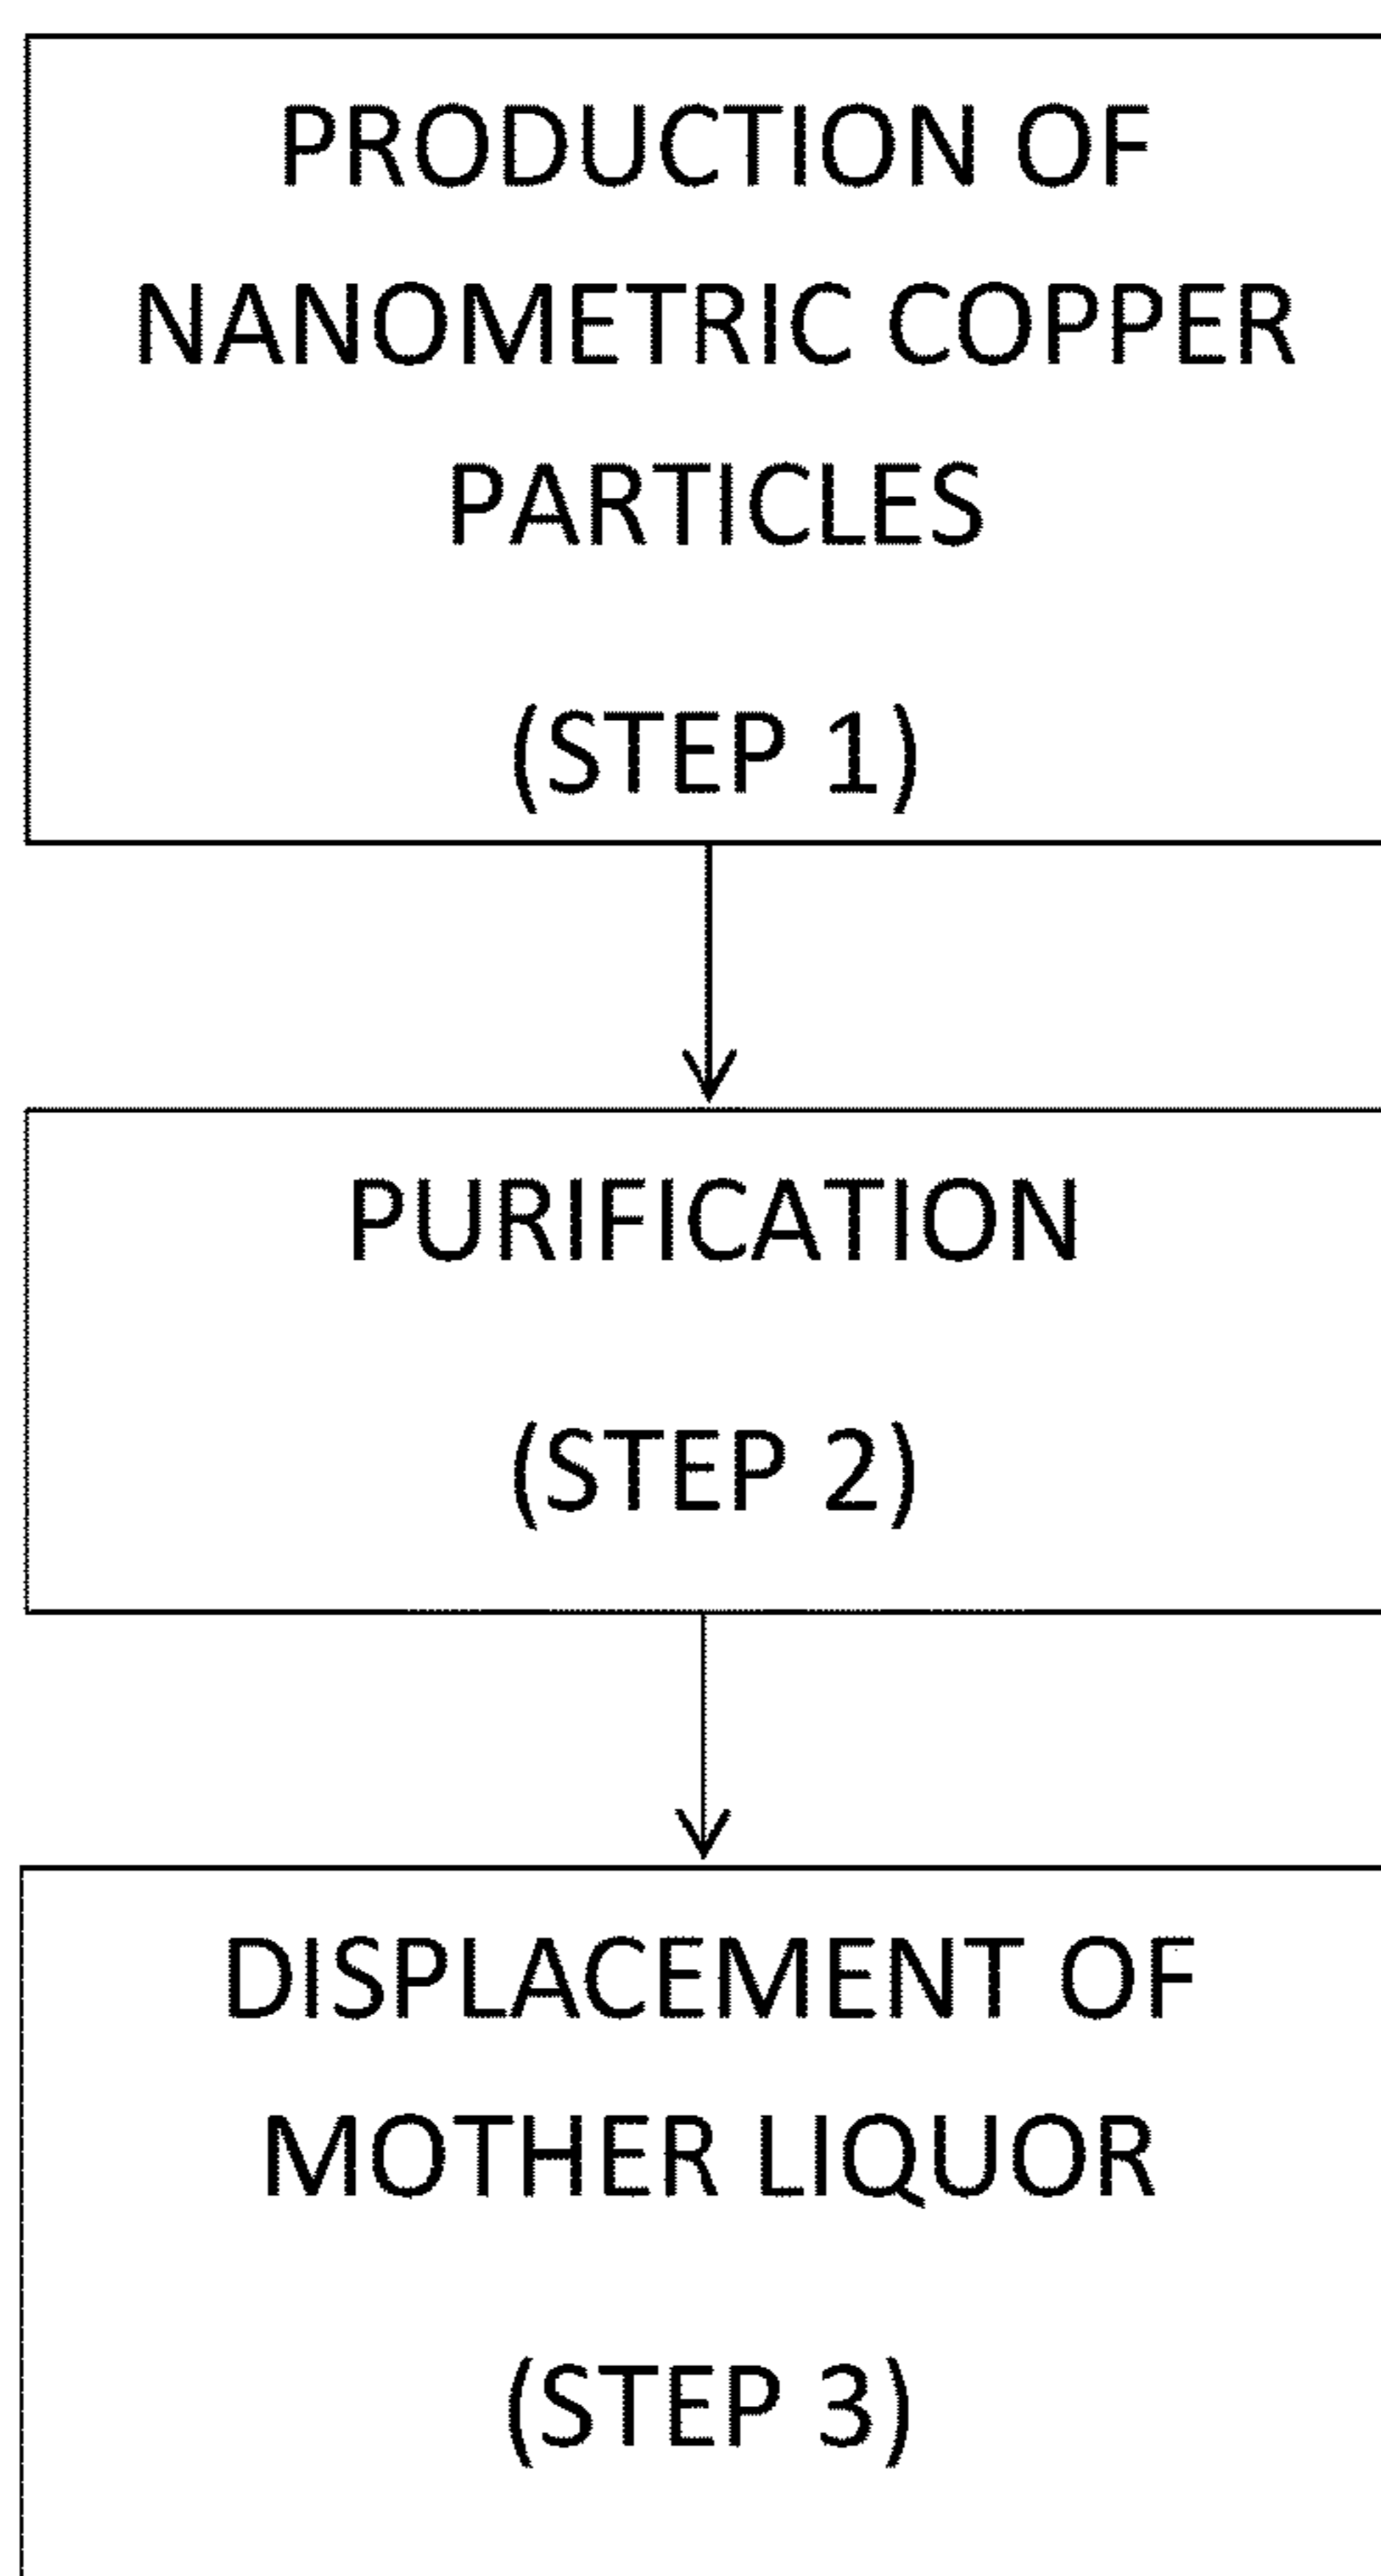 PRODUCTION OF
NANOMETRIC COPPER
PARTICLES
(STEP 1)
PURIFICATION
(STEP 2)
DISPLACEMENT OF
MOTHER LIQUOR
(STEP 3)